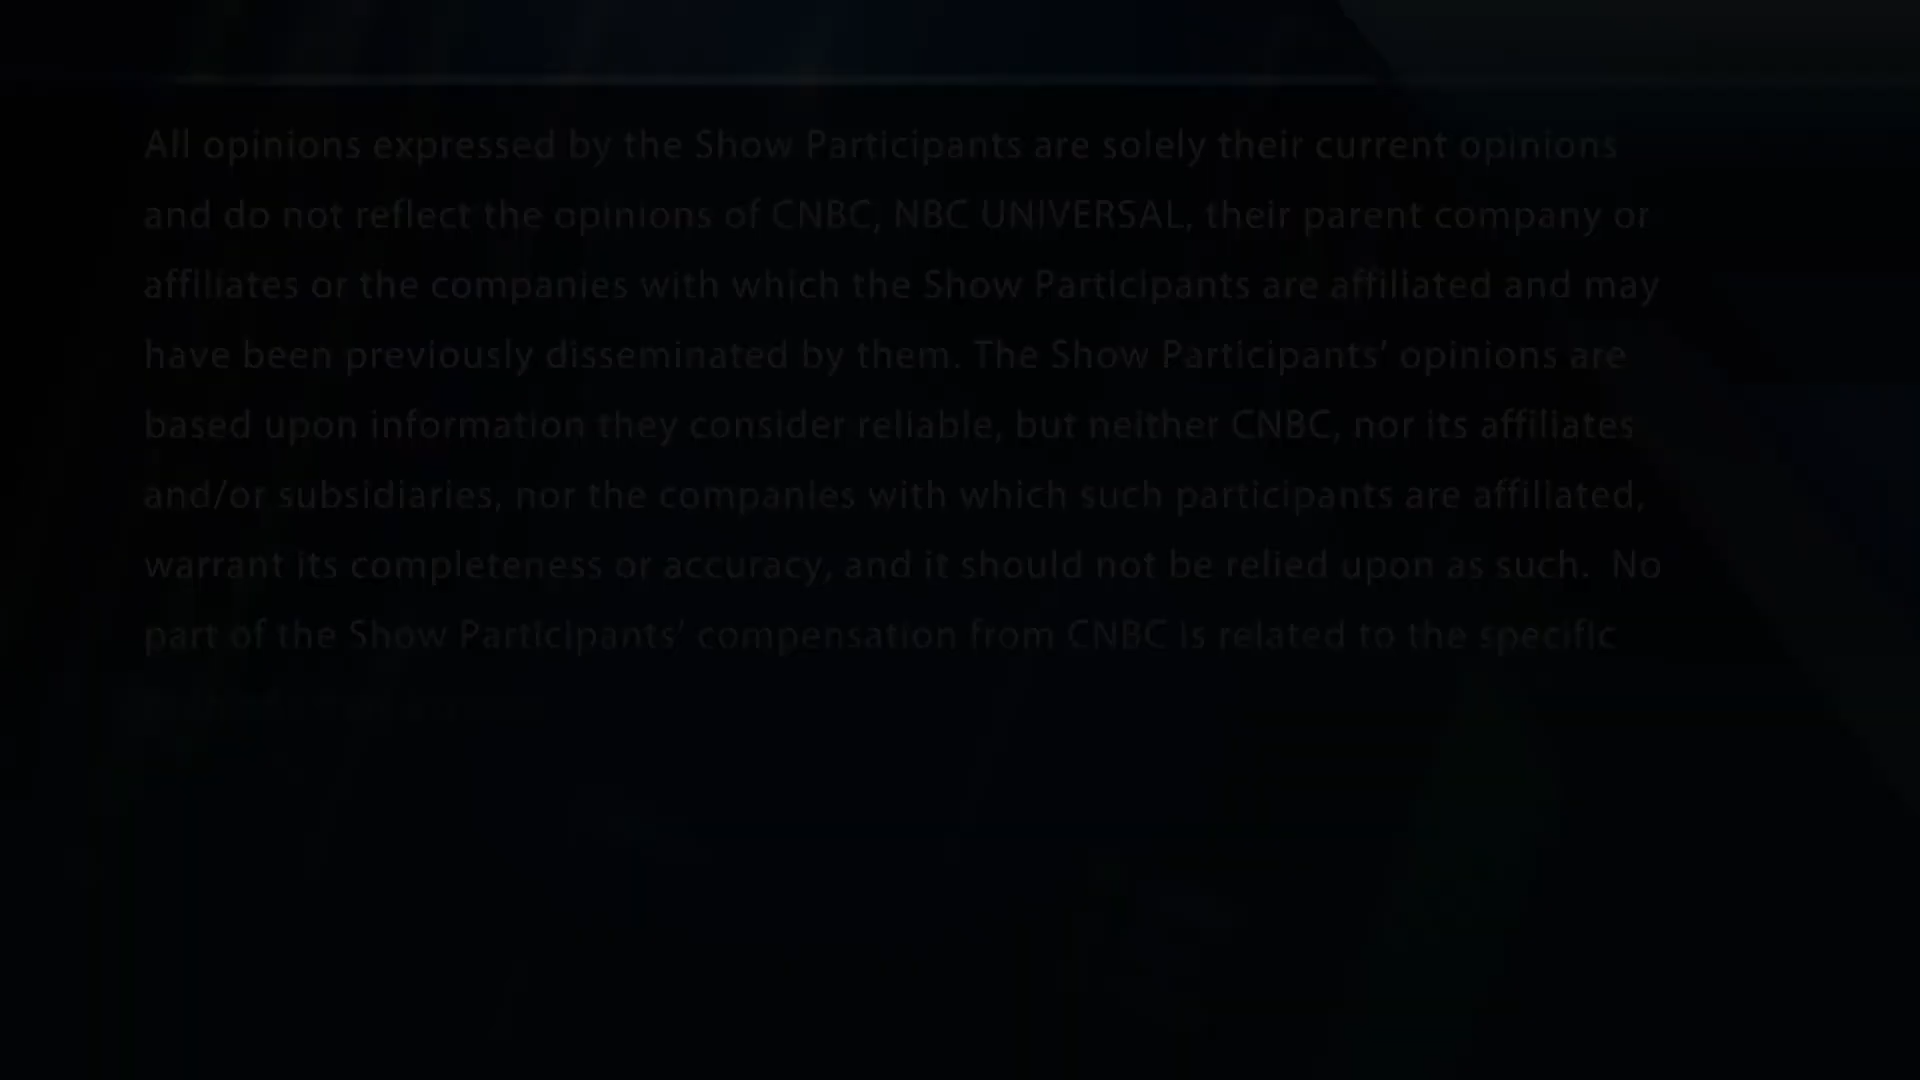 All opinions expressed by the Show Participants are solely their current opinions
and do not reflect the opinions of CNBC, NBC UNIVERSAL, their parent company or
affiliates or the companies with which the Show Participants are affiliated and may
have been previously disseminated by them. The Show Participants’ opinions are
based upon information they consider reliable, but neither CNBC, nor its affiliates
and/or subsidiaries, nor the companies with which such participants are affiliated,
warrant its completeness or accuracy, and it should not be relied upon as such.  No
part of the Show Participants’ compensation from CNBC is related to the specific